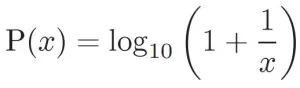 P(x) = log₁₀ (1 + 1/x)